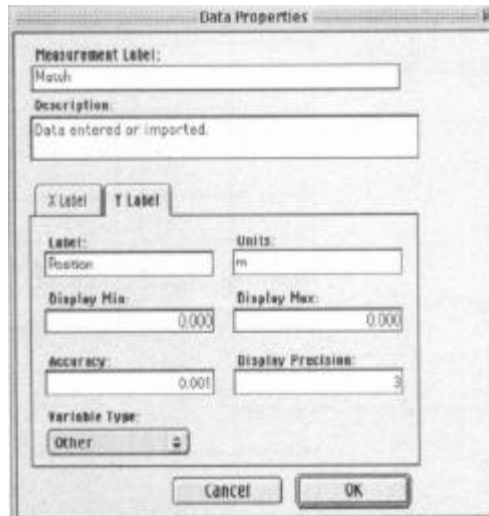 Data Properties
Measurement Label:
Match
Description:
Data entered or imported.
X Label Y Label
Label: Units:
Position m
Display Min: Display Max:
0.000 0.000
Accuracy: Display Precision:
0.001 3
Variable Type:
Other
Cancel OK